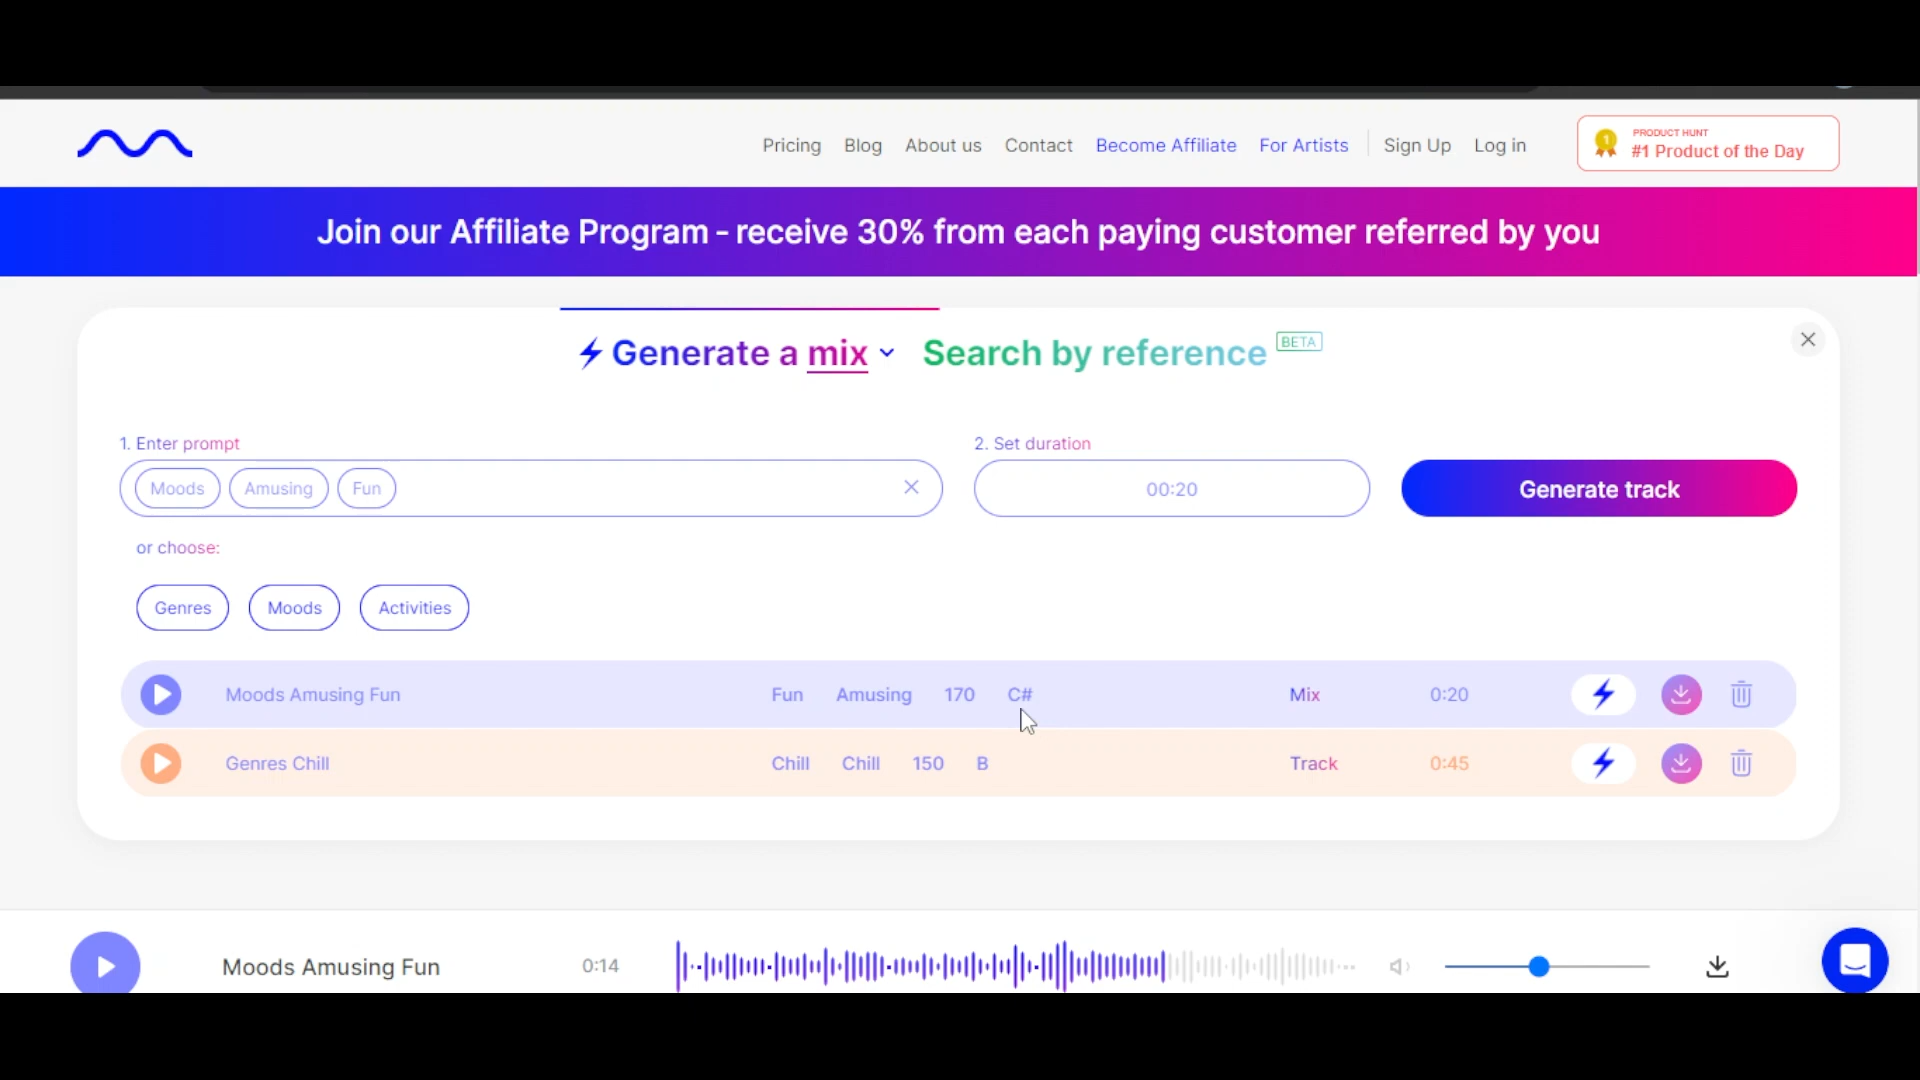 Pricing Blog About us Contact Become Affiliate For Artists Sign Up Log in
PRODUCT HUNT
#1 Product of the Day
1
Join our Affiliate Program - receive 30% from each paying customer referred by you
Generate a mix Search by reference BETA
1. Enter prompt 2. Set duration
Moods Amusing Fun 00:20 Generate track
or choose:
Genres Moods Activities
Moods Amusing Fun Fun Amusing 170 C# Mix 0:20
Genres Chill Chill Chill 150 B Track 0:45
Moods Amusing Fun 0:14